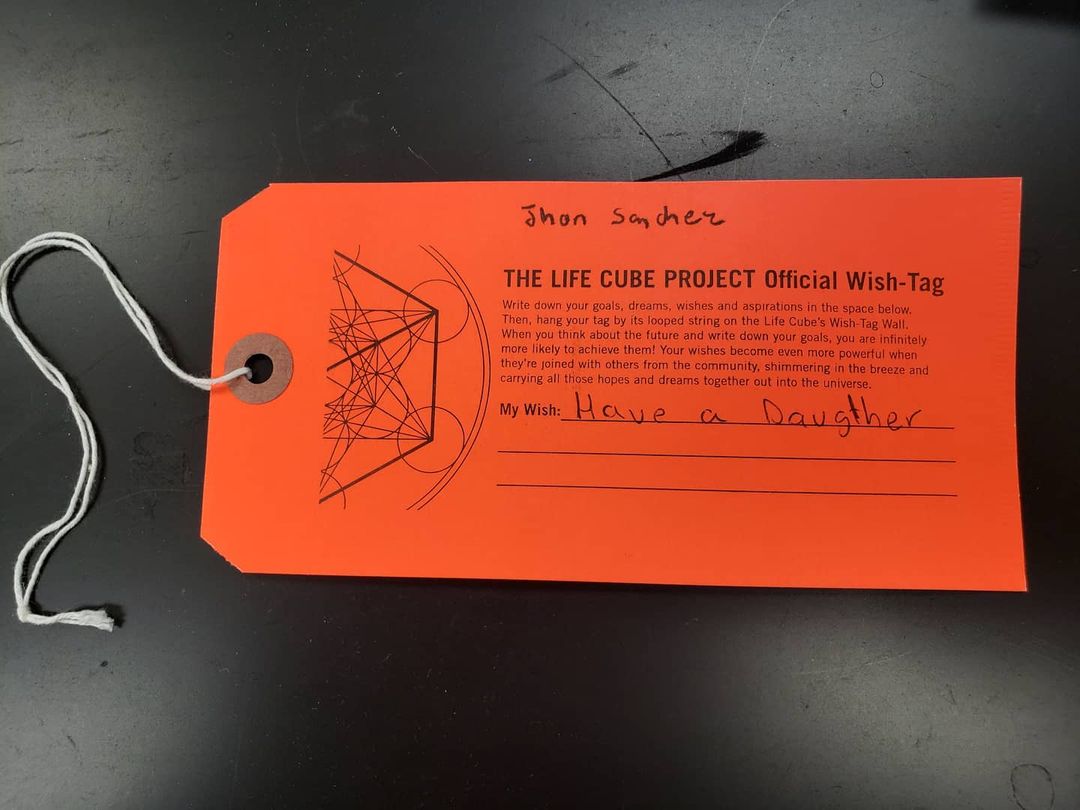 Jhon Sanchez
THE LIFE CUBE PROJECT Official Wish-Tag
Write down your goals, dreams, wishes and aspirations in the space below.
Then, hang your tag by its looped string on the Life Cube's Wish-Tag Wall.
When you think about the future and write down your goals, you are infinitely
more likely to achieve them! Your wishes become even more powerful when
they're joined with others from the community, shimmering in the breeze and
carrying all those hopes and dreams together out into the universe.
My Wish: Have a Daugther